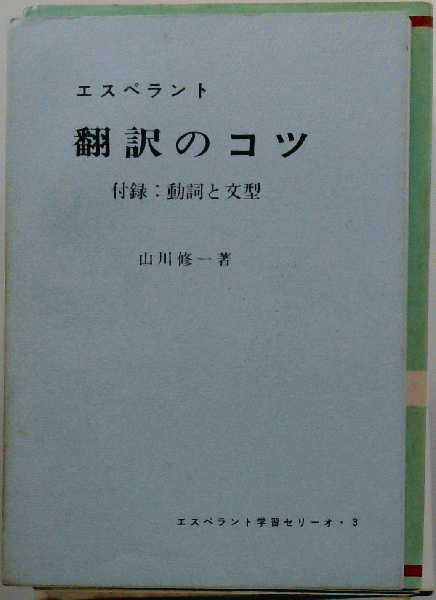 エスペラント
翻訳のコツ
付録：動詞と文型
山川修一著
エスペラント学習セリーオ・3